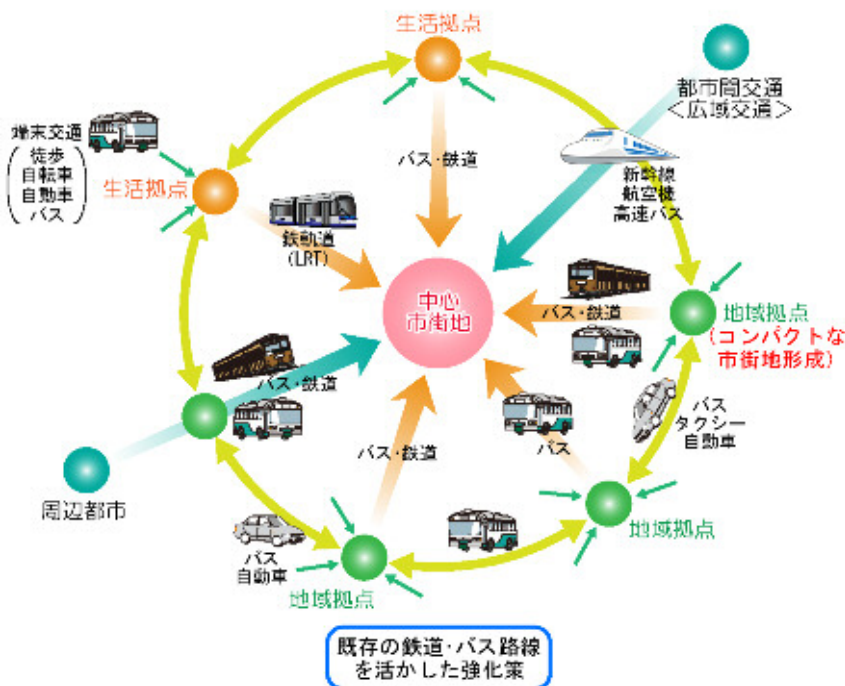 生活拠点
都市間交通
＜広域交通＞
端末交通
(徒歩
自転車
自動車
バス)
生活拠点
バス・鉄道
新幹線
航空機
高速バス
鉄軌道
(LRT)
中心
市街地
バス・鉄道
地域拠点
(コンパクトな
市街地形成)
バス・鉄道
バス
タクシー
自動車
バス・鉄道
バス
周辺都市
バス
自動車
地域拠点
地域拠点
既存の鉄道・バス路線
を活かした強化策